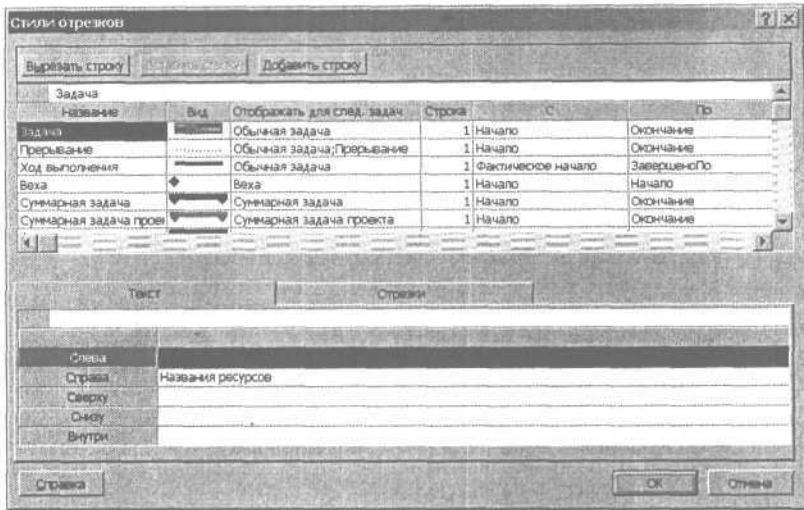 Стили отрезков
Вырезать строку Вставить строку Добавить строку
Задача
Название Вид Отображать для след. задач Строка С По
Задача Обычная задача 1 Начало Окончание
Прерывание Обычная задача;Прерывание 1 Начало Окончание
Ход выполнения Обычная задача 1 Фактическое начало ЗавершеноПо
Веха Веха 1 Начало Начало
Суммарная задача Суммарная задача 1 Начало Окончание
Суммарная задача проек Суммарная задача проекта 1 Начало Окончание
Текст Отрезки
Слева
Справа Названия ресурсов
Сверху
Снизу
Внутри
Справка ОК Отмена